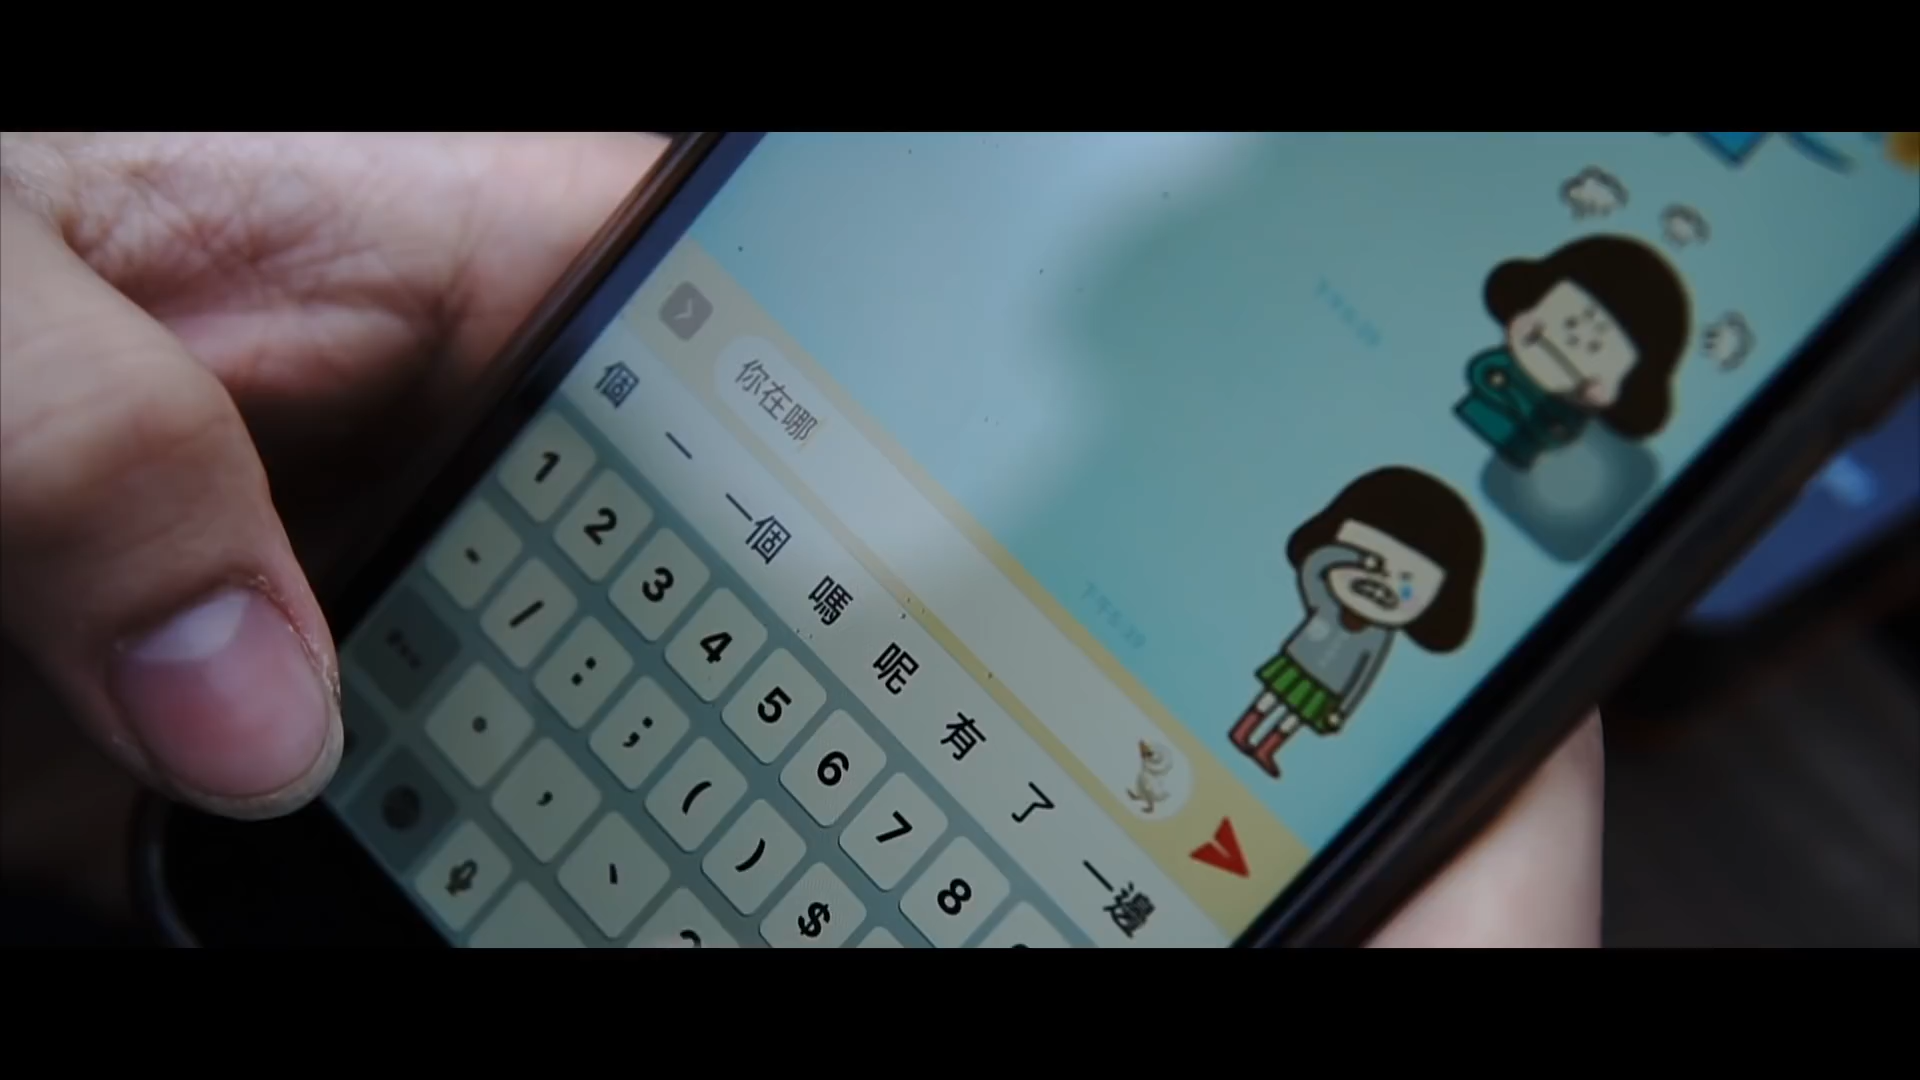 你在哪
個 一 一個 嗎 呢 有 了 一邊
1 2 3 4 5 6 7 8
- / : ; ( ) $
。 , 、